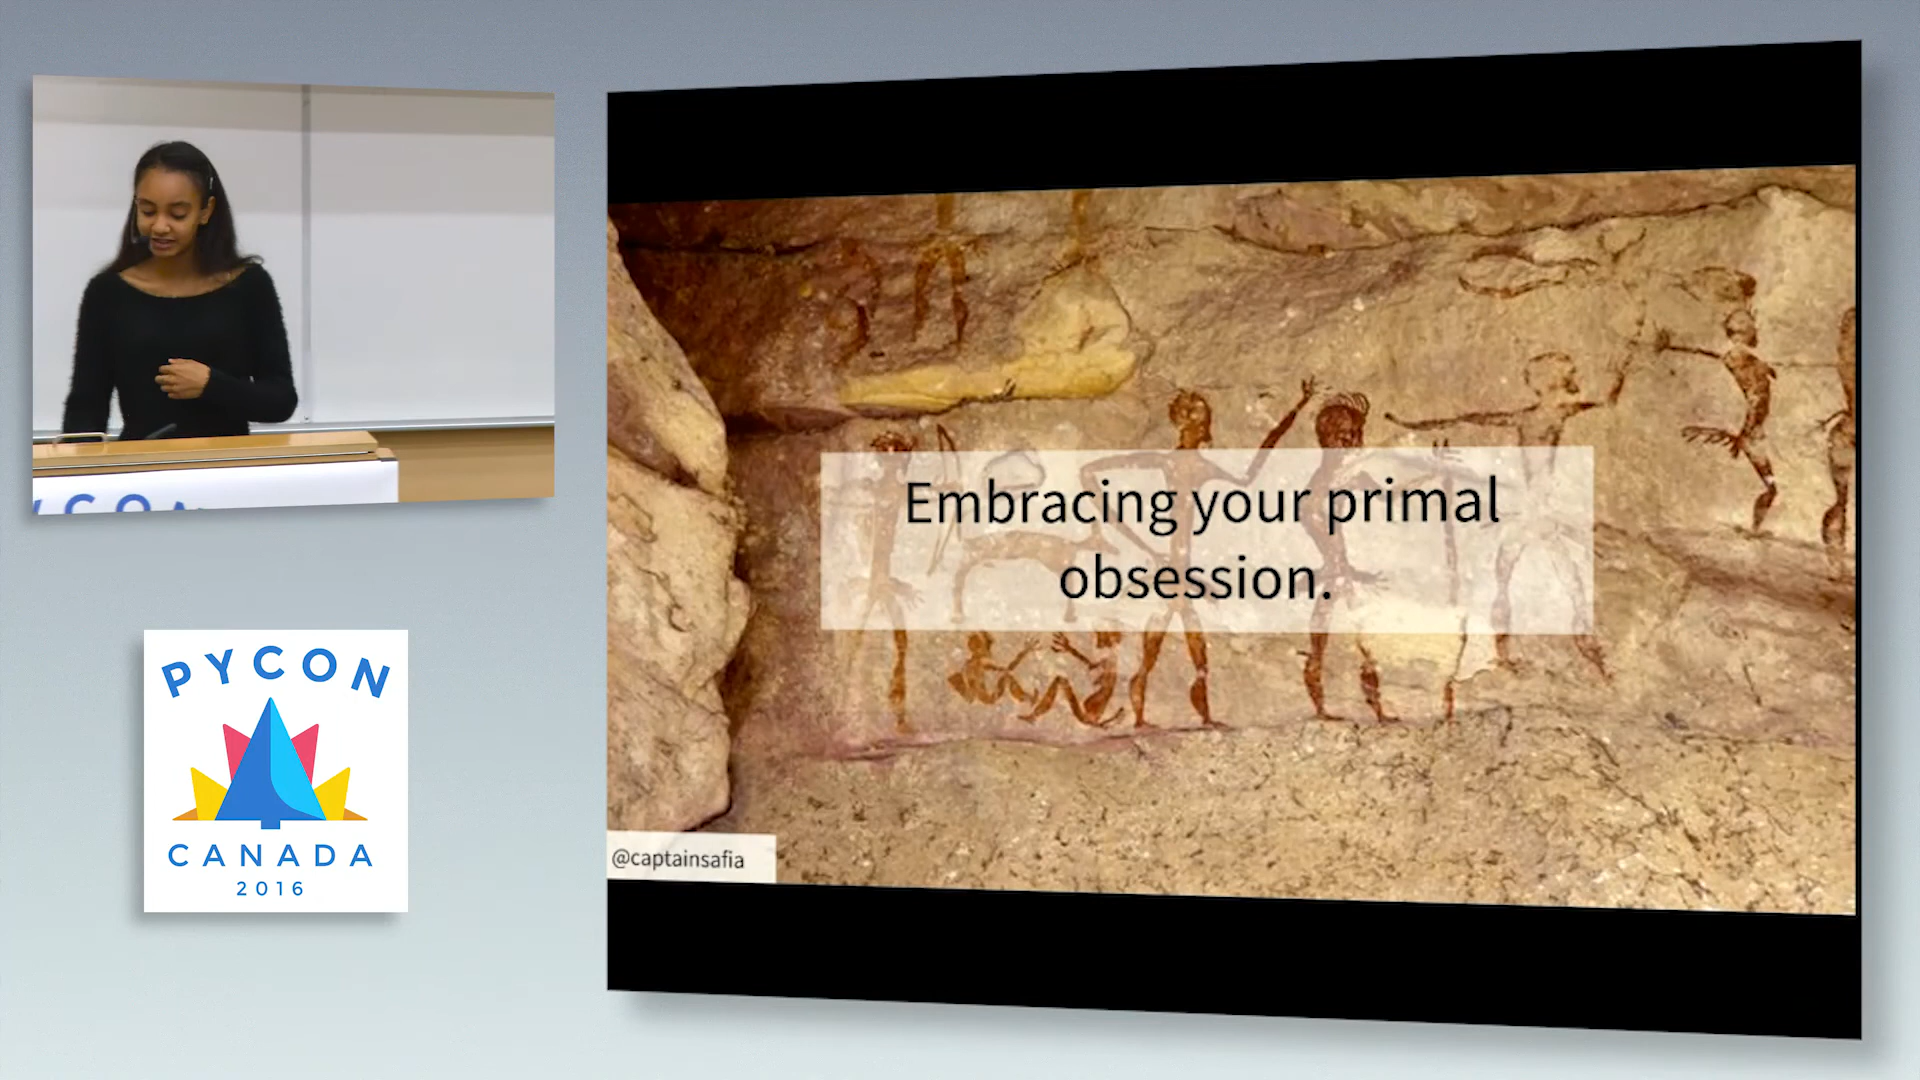 Embracing your primal
obsession.
@captainsafia
PYCON
CANADA
2016